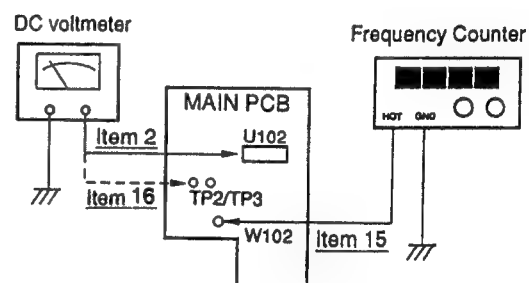 DC voltmeter
Frequency Counter
MAIN PCB
HOT GND
U102
Item 2
Item 16
TP2/TP3
W102
Item 15